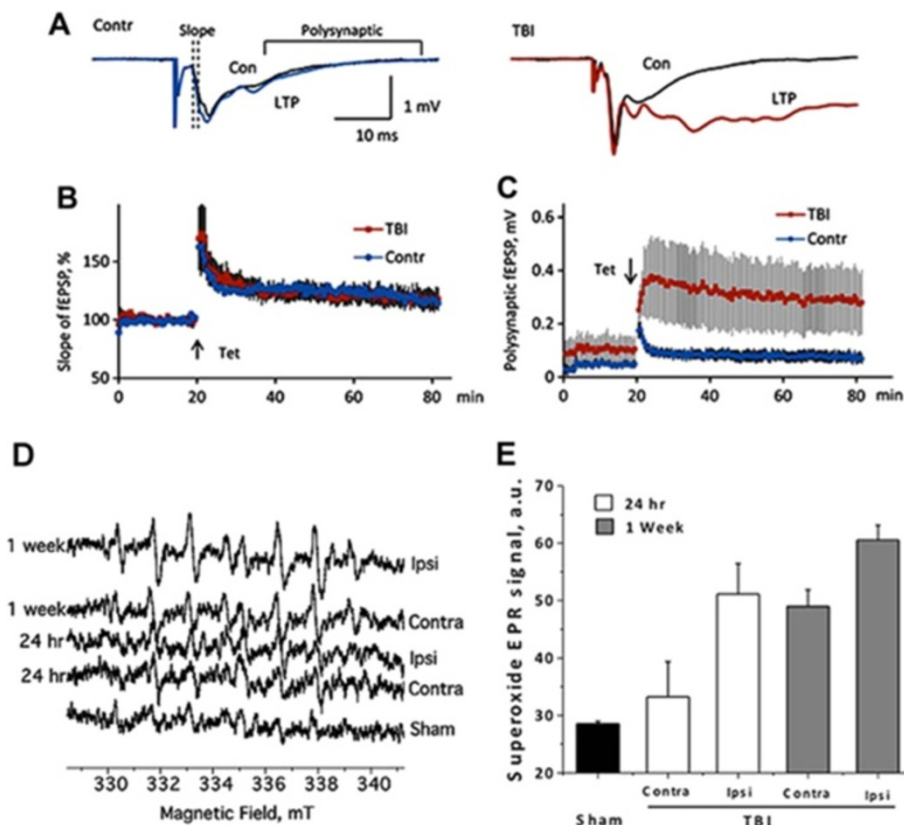 A
Contr
Slope
Polysynaptic
Con
LTP
1 mV
10 ms
TBI
Con
LTP
B
Slope of fEPSP, %
150
100
50
TBI
Contr
Tet
0 20 40 60 80 min
C
Polysynaptic fEPSP, mV
0.6
0.4
0.2
0
TBI
Contr
Tet
0 20 40 60 80 min
D
1 week Ipsi
1 week Contra
24 hr Ipsi
24 hr Contra
Sham
330 332 333 336 338 340
Magnetic Field, mT
E
Superoxide EPR signal, a.u.
70
60
50
40
30
20
24 hr
1 Week
Contra Ipsi Contra Ipsi
Sham TBI